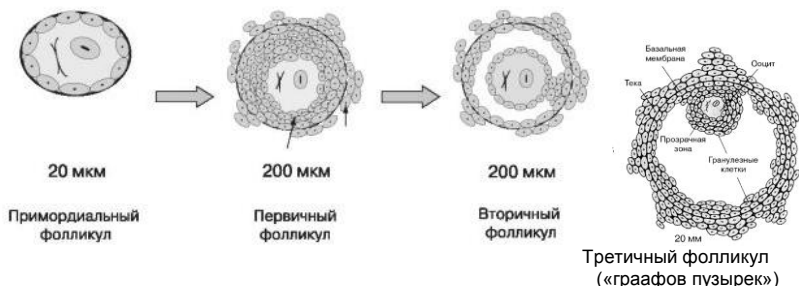 20 мкм
Примордиальный
фолликул
200 мкм
Первичный
фолликул
200 мкм
Вторичный
фолликул
Базальная
мембрана
Ооцит
Тека
Прозрачная
зона
Гранулезные
клетки
20 мм
Третичный фолликул
(«граафов пузырек»)